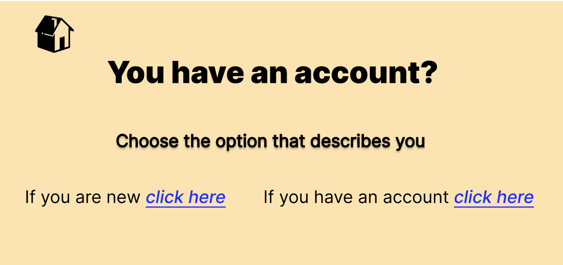 You have an account?
Choose the option that describes you
If you are new click here
If you have an account click here